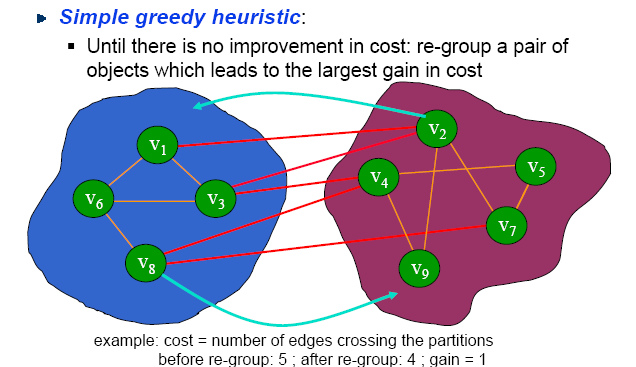 Simple greedy heuristic:
Until there is no improvement in cost: re-group a pair of
objects which leads to the largest gain in cost
v1
v2
v4
v5
v6
v3
v7
v8
v9
example: cost = number of edges crossing the partitions
before re-group: 5 ; after re-group: 4 ; gain = 1